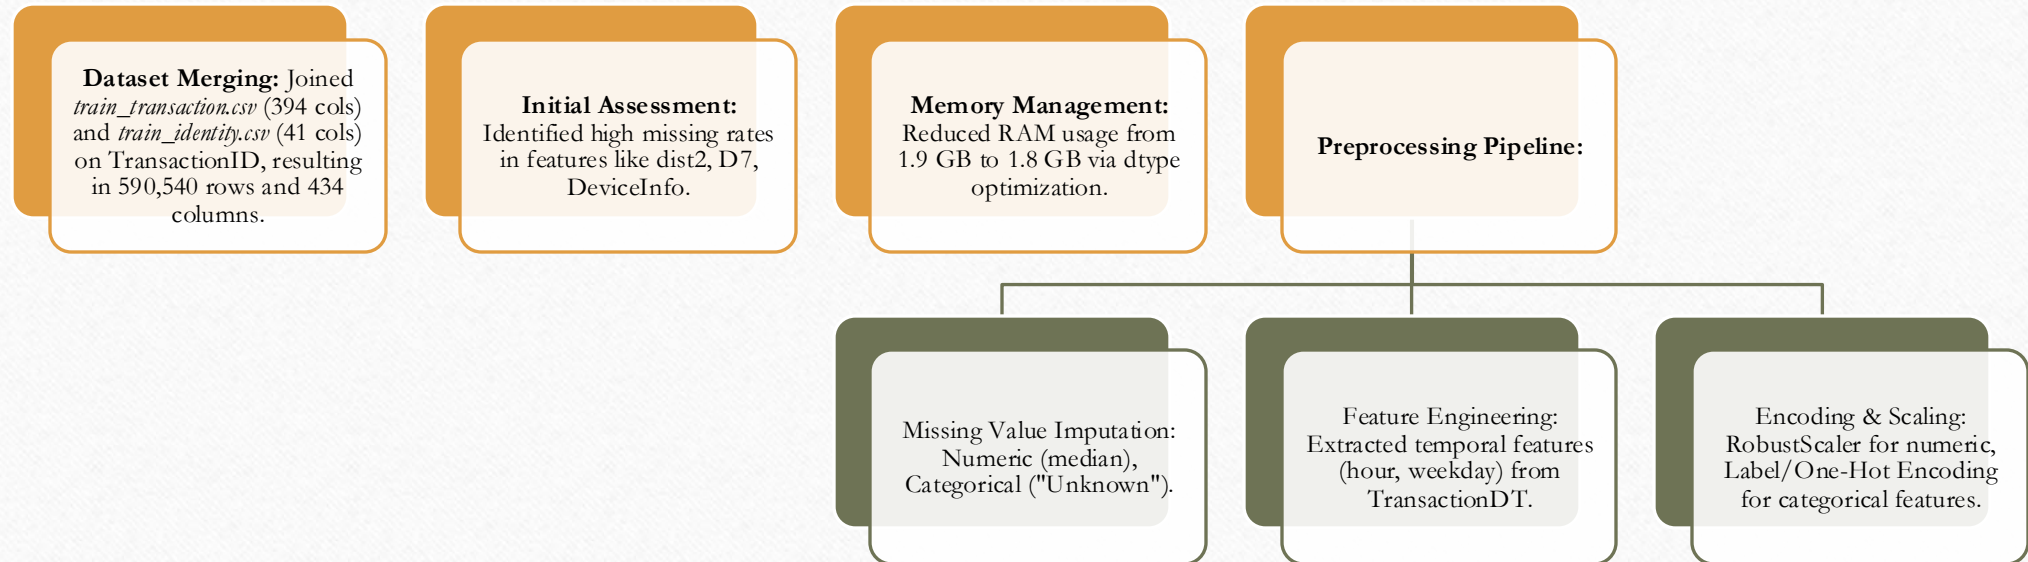 Dataset Merging: Joined
train_transaction.csv (394 cols)
and train_identity.csv (41 cols)
on TransactionID, resulting
in 590,540 rows and 434
columns.
Initial Assessment:
Identified high missing rates
in features like dist2, D7,
DeviceInfo.
Memory Management:
Reduced RAM usage from
1.9 GB to 1.8 GB via dtype
optimization.
Preprocessing Pipeline:
Missing Value Imputation:
Numeric (median),
Categorical ("Unknown").
Feature Engineering:
Extracted temporal features
(hour, weekday) from
TransactionDT.
Encoding & Scaling:
RobustScaler for numeric,
Label/One-Hot Encoding
for categorical features.